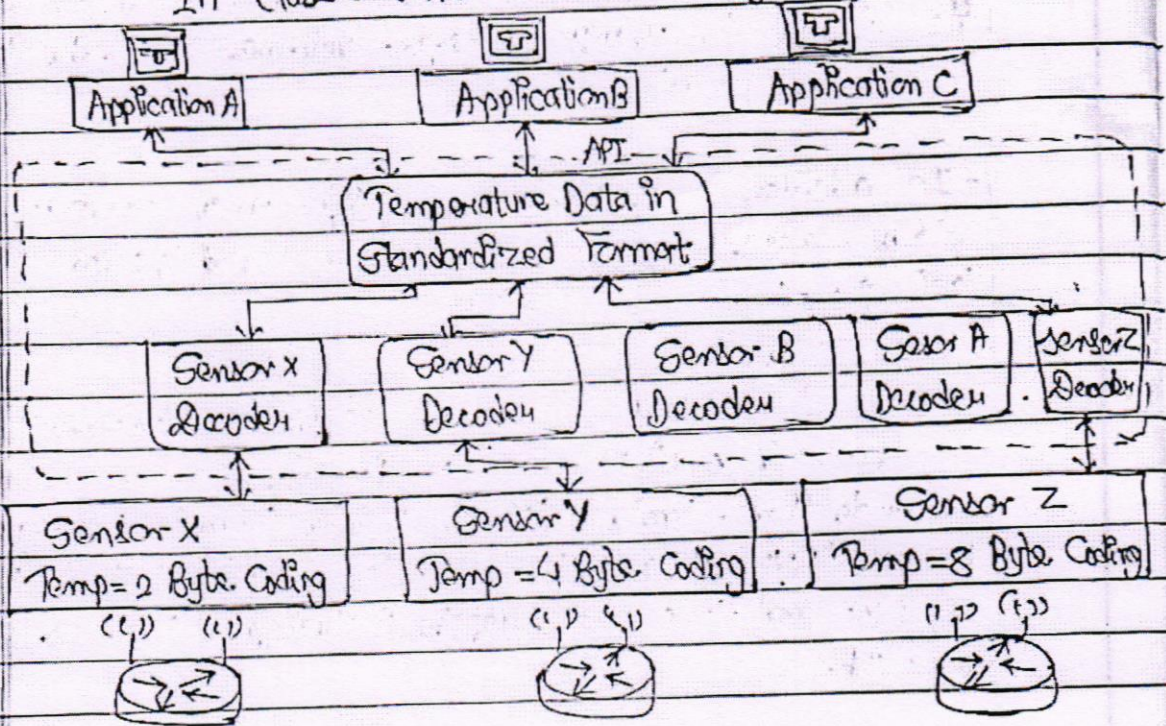 Application A
Application B
Application C
API
Temperature Data in
Standardized Format
Sensor X
Decoder
Sensor Y
Decoder
Sensor B
Decoder
Sesor A
Decoder
Sensor Z
Decoder
Sensor X
Temp = 2 Byte Coding
Sensor Y
Temp = 4 Byte Coding
Sensor Z
Temp = 8 Byte Coding